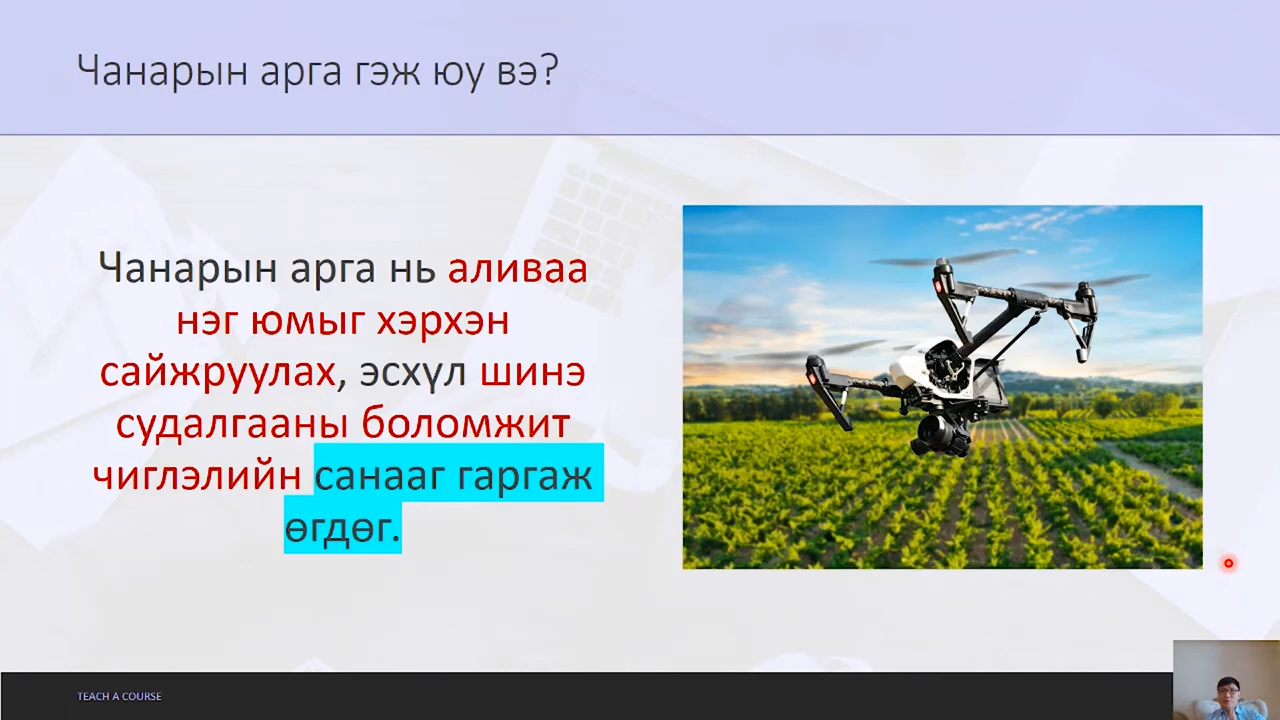 Чанарын арга гэж юу вэ?
Чанарын арга нь аливаа
нэг юмыг хэрхэн
сайжруулах, эсхүл шинэ
судалгааны боломжит
чиглэлийн санааг гаргаж
өгдөг.
TEACH A COURSE